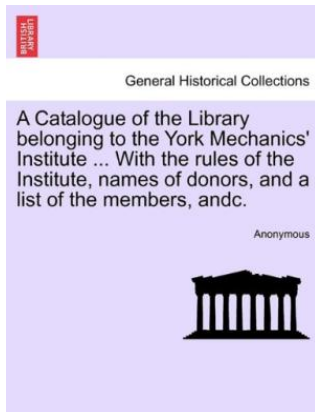 BRITISH
LIBRARY
General Historical Collections
A Catalogue of the Library
belonging to the York Mechanics'
Institute ... With the rules of the
Institute, names of donors, and a
list of the members, andc.
Anonymous